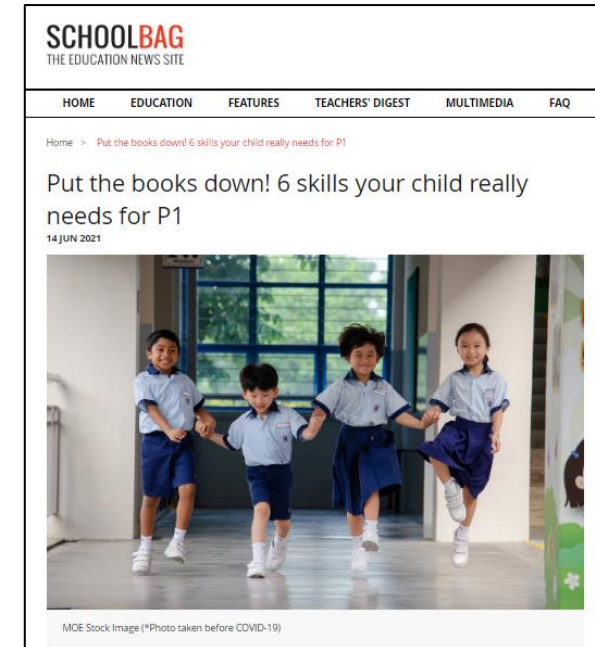 SCHOOLBAG
THE EDUCATION NEWS SITE
HOME EDUCATION FEATURES TEACHERS' DIGEST MULTIMEDIA FAQ
Home > Put the books down! 6 skills your child really needs for P1
Put the books down! 6 skills your child really
needs for P1
14 JUN 2021
MOE Stock Image (*Photo taken before COVID-19)